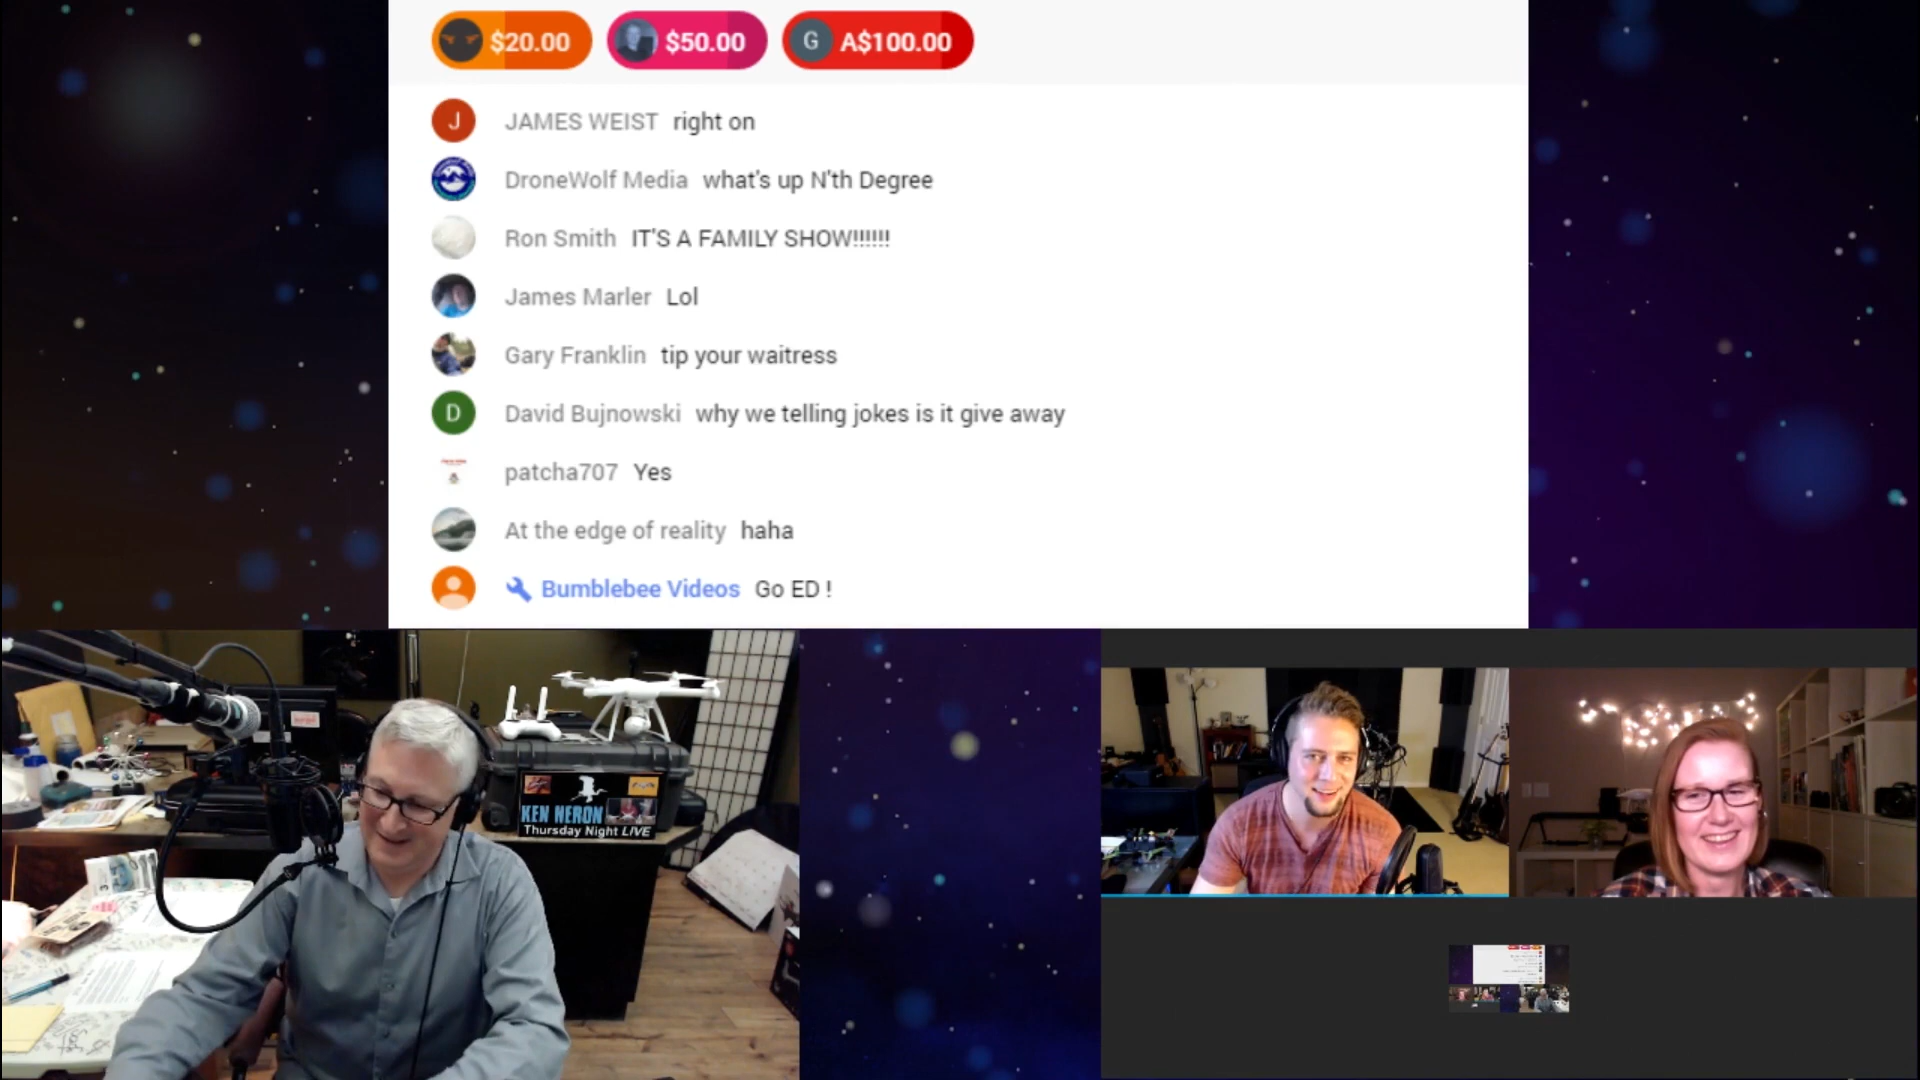 $20.00 $50.00 G A$100.00
J JAMES WEIST right on
DroneWolf Media what's up N'th Degree
Ron Smith IT'S A FAMILY SHOW!!!!!!
James Marler Lol
Gary Franklin tip your waitress
D David Bujnowski why we telling jokes is it give away
patcha707 Yes
At the edge of reality haha
Bumblebee Videos Go ED !
KEN HERON
Thursday Night LIVE